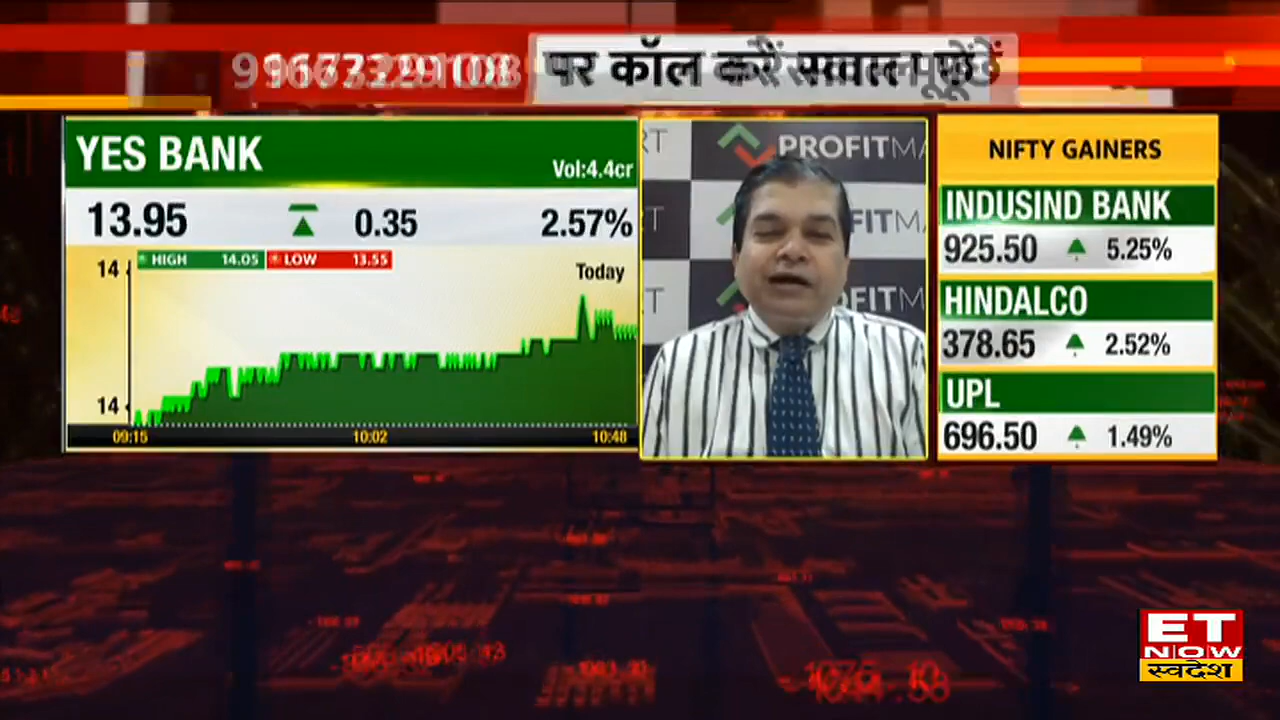 पर कॉल करें
YES BANK
Vol:4.4cr
13.95 0.35 2.57%
HIGH 14.05 LOW 13.55
Today
14
14
09:15 10:02 10:48
PROFITMA
NIFTY GAINERS
INDUSIND BANK
925.50 5.25%
HINDALCO
378.65 2.52%
UPL
696.50 1.49%
ET
NOW
स्वदेश